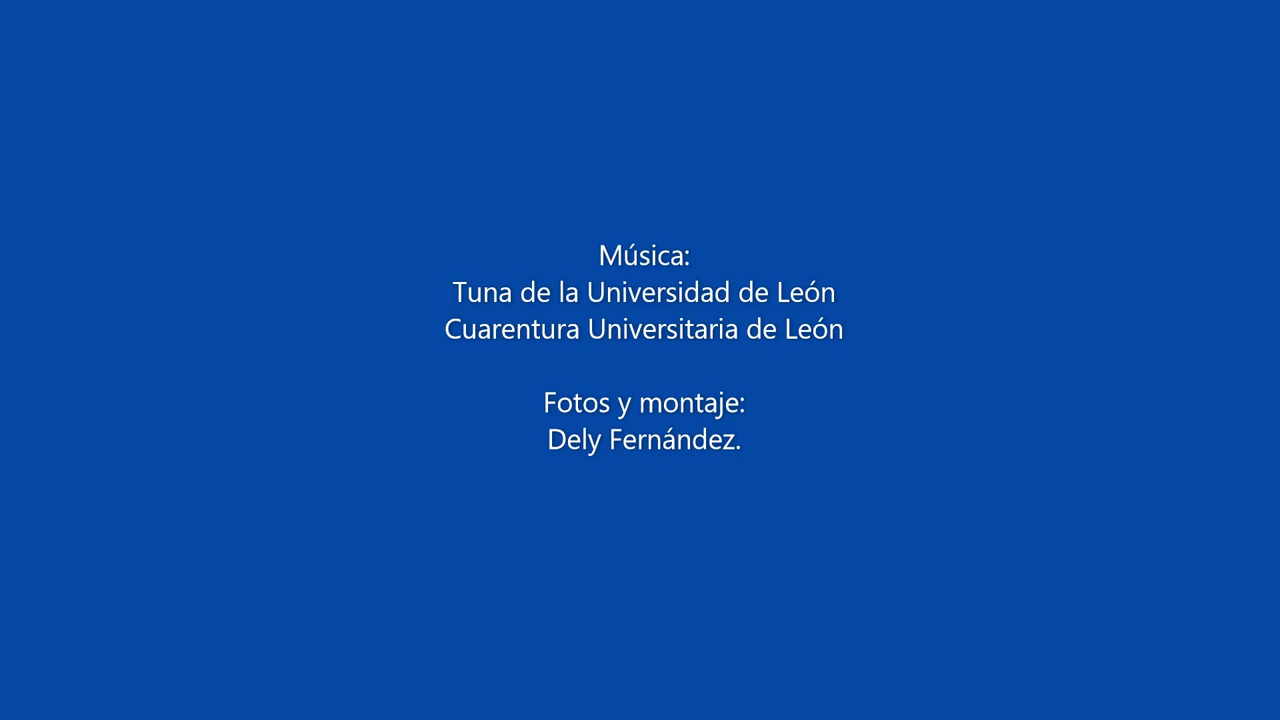 Música:
Tuna de la Universidad de León
Cuarentura Universitaria de León
Fotos y montaje:
Dely Fernández.